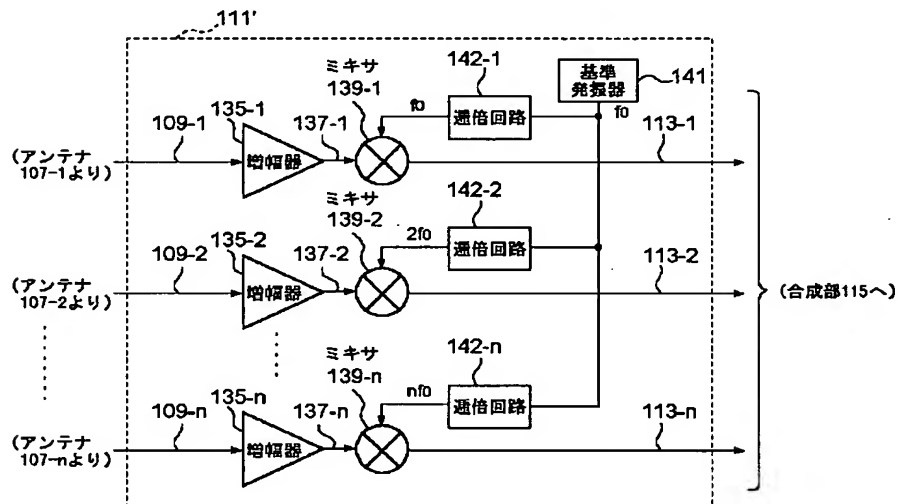 111'
ミキサ
139-1
142-1
基準
発振器
141
f0
逓倍回路
f0
135-1
137-1
109-1
113-1
(アンテナ
107-1より)
増幅器
ミキサ
139-2
142-2
2f0
逓倍回路
135-2
137-2
109-2
113-2
(アンテナ
107-2より)
増幅器
(合成部115へ)
ミキサ
139-n
142-n
nf0
逓倍回路
135-n
137-n
109-n
113-n
(アンテナ
107-nより)
増幅器